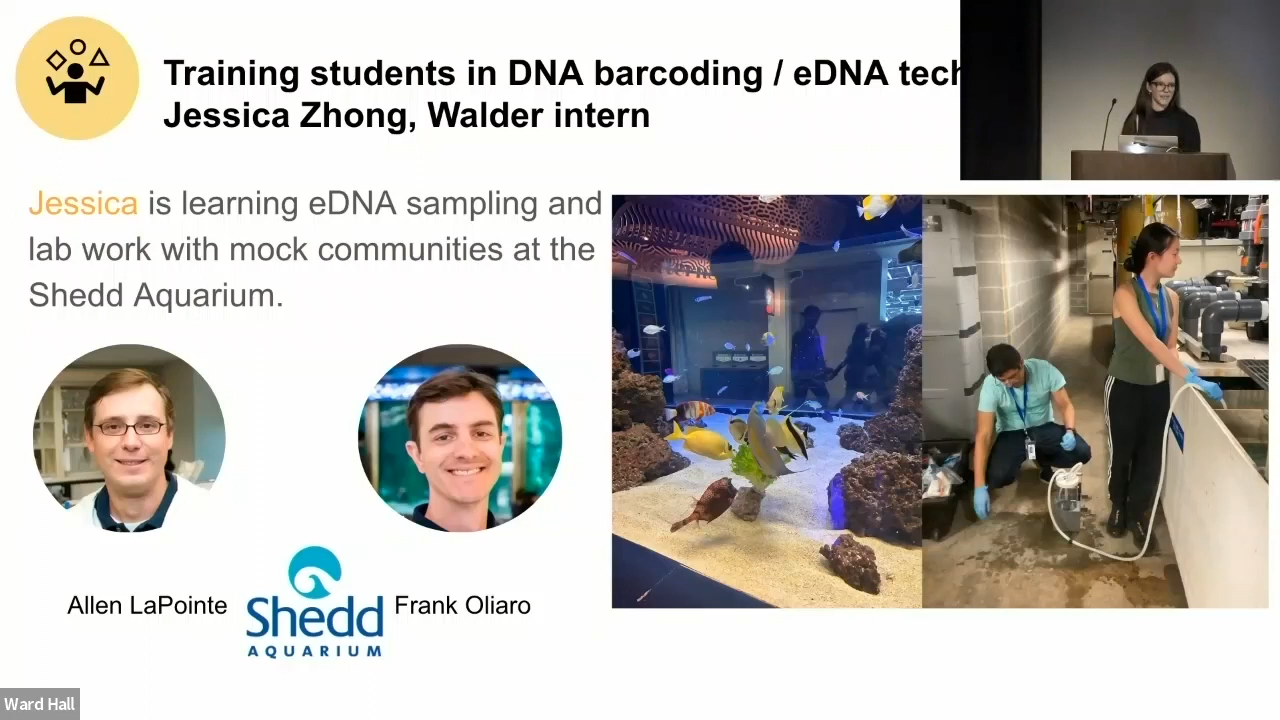 Training students in DNA barcoding / eDNA tech
Jessica Zhong, Walder intern
Jessica is learning eDNA sampling and
lab work with mock communities at the
Shedd Aquarium.
Allen LaPointe
Shedd
AQUARIUM
Frank Oliaro
Ward Hall